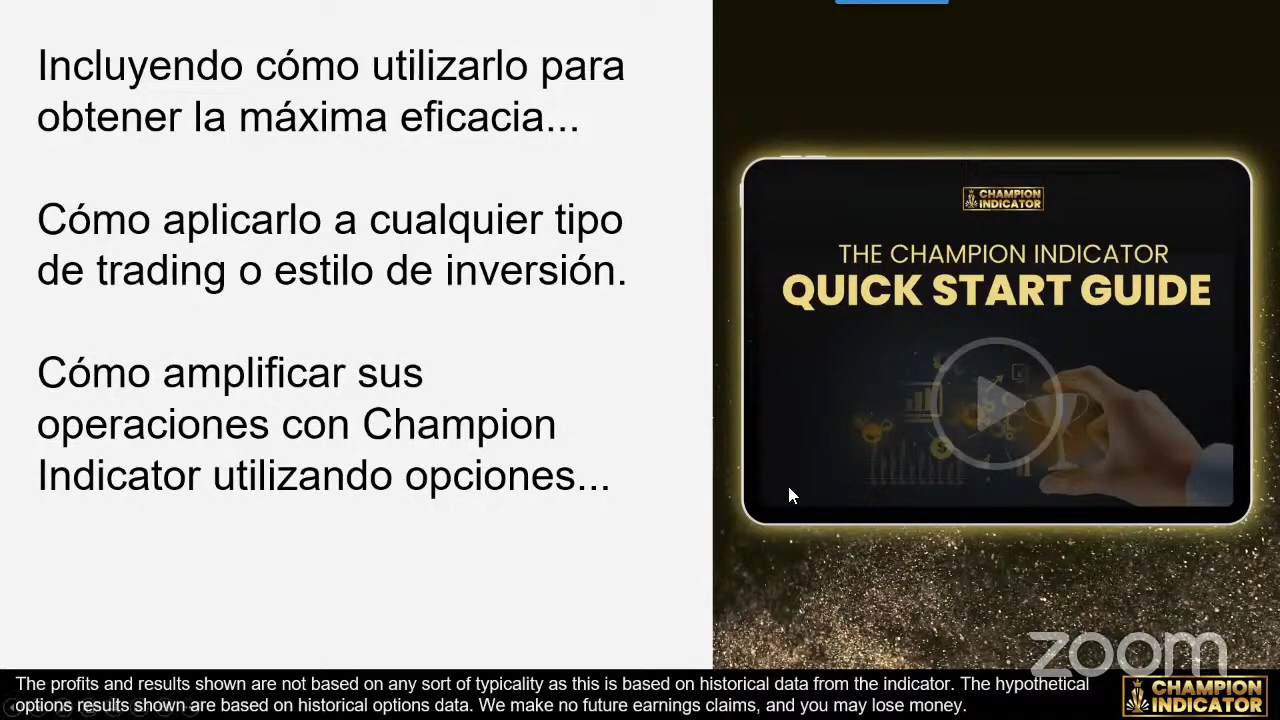 Incluyendo cómo utilizarlo para
obtener la máxima eficacia...
Cómo aplicarlo a cualquier tipo
de trading o estilo de inversión.
Cómo amplificar sus
operaciones con Champion
Indicator utilizando opciones...
CHAMPION
INDICATOR
THE CHAMPION INDICATOR
QUICK START GUIDE
zoom
The profits and results shown are not based on any sort of typicality as this is based on historical data from the indicator. The hypothetical
options results shown are based on historical options data. We make no future earnings claims, and you may lose money.
CHAMPION
INDICATOR